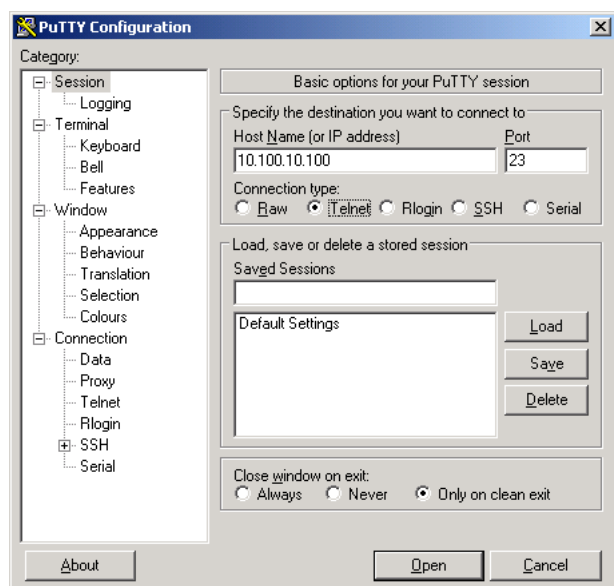 PuTTY Configuration
Category:
Session
Logging
Terminal
Keyboard
Bell
Features
Window
Appearance
Behaviour
Translation
Selection
Colours
Connection
Data
Proxy
Telnet
Rlogin
SSH
Serial
Basic options for your PuTTY session
Specify the destination you want to connect to
Host Name (or IP address) Port
10.100.10.100 23
Connection type:
Raw Telnet Rlogin SSH Serial
Load, save or delete a stored session
Saved Sessions
Default Settings
Load
Save
Delete
Close window on exit:
Always Never Only on clean exit
About Open Cancel